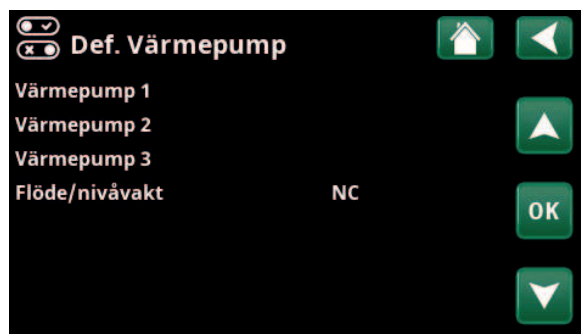 Def. Värmepump
Värmepump 1
Värmepump 2
Värmepump 3
Flöde/nivåvakt NC
OK